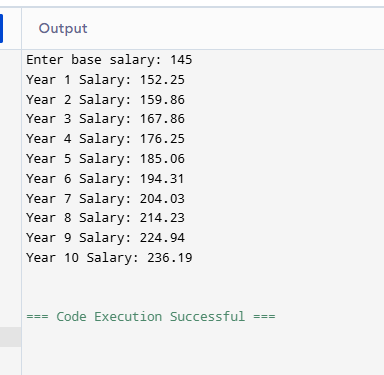 Output
Enter base salary: 145
Year 1 Salary: 152.25
Year 2 Salary: 159.86
Year 3 Salary: 167.86
Year 4 Salary: 176.25
Year 5 Salary: 185.06
Year 6 Salary: 194.31
Year 7 Salary: 204.03
Year 8 Salary: 214.23
Year 9 Salary: 224.94
Year 10 Salary: 236.19
=== Code Execution Successful ===